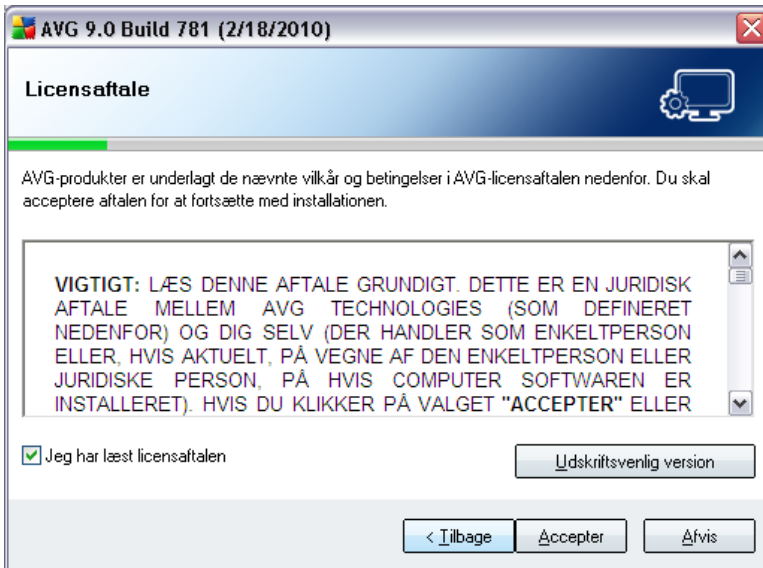 AVG 9.0 Build 781 (2/18/2010)
Licensaftale
AVG-produkter er underlagt de nævnte vilkår og betingelser i AVG-licensaftalen nedenfor. Du skal
acceptere aftalen for at fortsætte med installationen.
VIGTIGT: LÆS DENNE AFTALE GRUNDIGT. DETTE ER EN JURIDISK
AFTALE MELLEM AVG TECHNOLOGIES (SOM DEFINERET
NEDENFOR) OG DIG SELV (DER HANDLER SOM ENKELTPERSON
ELLER, HVIS AKTUELT, PÅ VEGNE AF DEN ENKELTPERSON ELLER
JURIDISKE PERSON, PÅ HVIS COMPUTER SOFTWAREN ER
INSTALLERET). HVIS DU KLIKKER PÅ VALGET "ACCEPTER" ELLER
Jeg har læst licensaftalen
Udskriftsvenlig version
< Tilbage
Accepter
Afvis